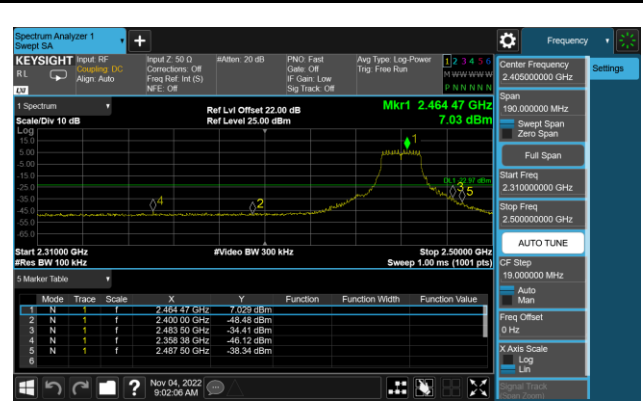 Spectrum Analyzer 1
Swept SA
Frequency
KEYSIGHT
RL
Input: RF
Coupling: DC
Align: Auto
Input Z: 50 Ω
Corrections: Off
Freq Ref: Int (S)
NFE: Off
#Atten: 20 dB
PNO: Fast
Gate: Off
IF Gain: Low
Sig Track: Off
Avg Type: Log-Power
Trig: Free Run
1 2 3 4 5 6
M W W W W W
P N N N N N
LXI
1 Spectrum
Scale/Div 10 dB
Ref Lvl Offset 22.00 dB
Ref Level 25.00 dBm
Mkr1 2.464 47 GHz
7.03 dBm
Log
15.0
5.00
-5.00
-15.0
-25.0
-35.0
-45.0
-55.0
-65.0
1
DL1 -22.97 dBm
4
2
3
5
Start 2.31000 GHz
#Video BW 300 kHz
Stop 2.50000 GHz
#Res BW 100 kHz
Sweep 1.00 ms (1001 pts)
5 Marker Table
Mode Trace Scale X Y Function Function Width Function Value
1 N 1 f 2.464 47 GHz 7.029 dBm
2 N 1 f 2.400 00 GHz -48.48 dBm
3 N 1 f 2.483 50 GHz -34.41 dBm
4 N 1 f 2.358 38 GHz -46.12 dBm
5 N 1 f 2.487 50 GHz -38.34 dBm
6
Nov 04, 2022
9:02:06 AM
Center Frequency
2.405000000 GHz
Settings
Span
190.000000 MHz
Swept Span
Zero Span
Full Span
Start Freq
2.310000000 GHz
Stop Freq
2.500000000 GHz
AUTO TUNE
CF Step
19.000000 MHz
Auto
Man
Freq Offset
0 Hz
X Axis Scale
Log
Lin
Signal Track
(Span Zoom)